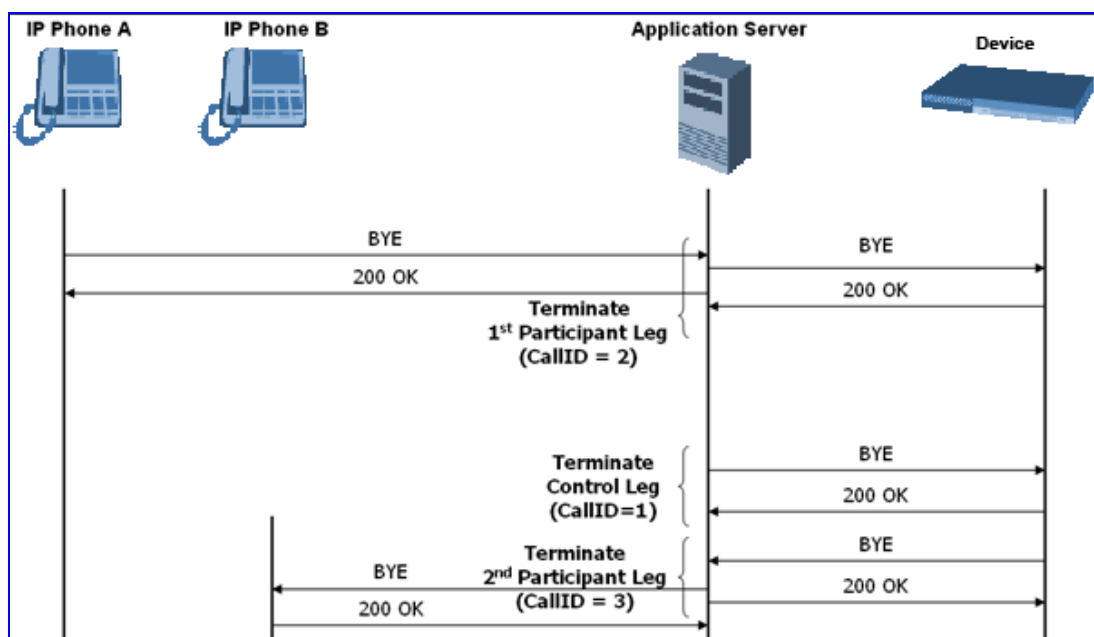 IP Phone A
IP Phone B
Application Server
Device
BYE
BYE
200 OK
200 OK
Terminate
1st Participant Leg
(CallID = 2)
BYE
Terminate
Control Leg
(CallID=1)
200 OK
BYE
Terminate
2nd Participant Leg
(CallID = 3)
BYE
200 OK
200 OK